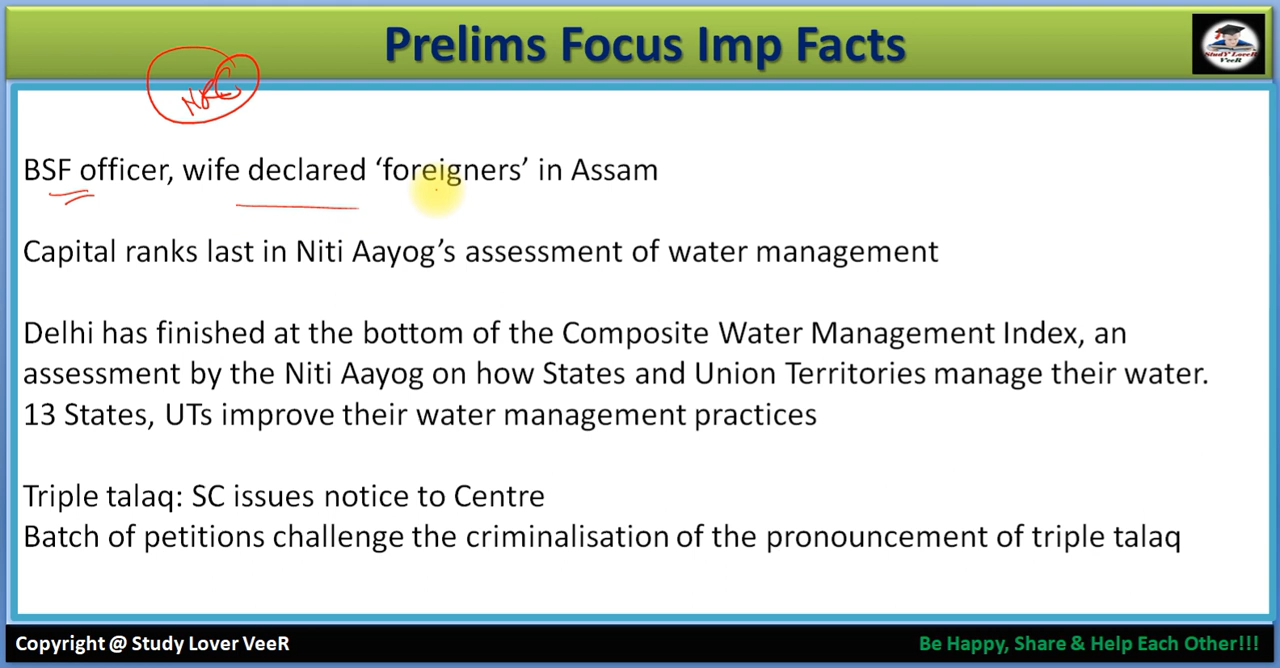 Prelims Focus Imp Facts
StudY LoveR
VeeR
NRC
BSF officer, wife declared ‘foreigners’ in Assam
Capital ranks last in Niti Aayog’s assessment of water management
Delhi has finished at the bottom of the Composite Water Management Index, an
assessment by the Niti Aayog on how States and Union Territories manage their water.
13 States, UTs improve their water management practices
Triple talaq: SC issues notice to Centre
Batch of petitions challenge the criminalisation of the pronouncement of triple talaq
Copyright @ Study Lover VeeR
Be Happy, Share & Help Each Other!!!